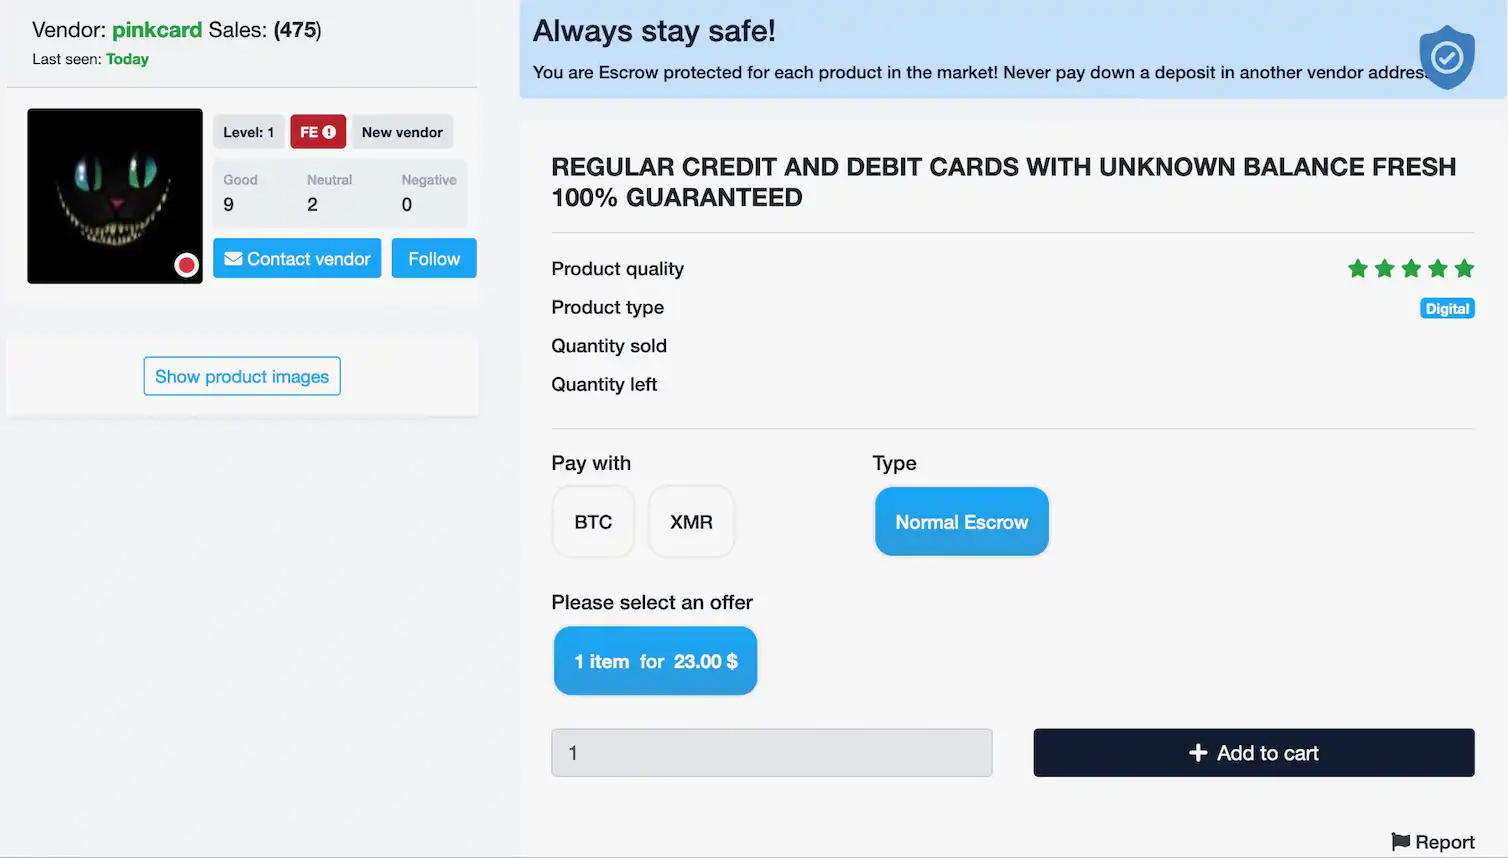 Vendor: pinkcard Sales: (475)
Last seen: Today
Level: 1
FE
New vendor
Good
Neutral
Negative
9
2
0
Contact vendor
Follow
Show product images
Always stay safe!
You are Escrow protected for each product in the market! Never pay down a deposit in another vendor addres
REGULAR CREDIT AND DEBIT CARDS WITH UNKNOWN BALANCE FRESH
100% GUARANTEED
Product quality
Product type
Digital
Quantity sold
Quantity left
Pay with
Type
BTC
XMR
Normal Escrow
Please select an offer
1 item for 23.00 $
1
+ Add to cart
Report